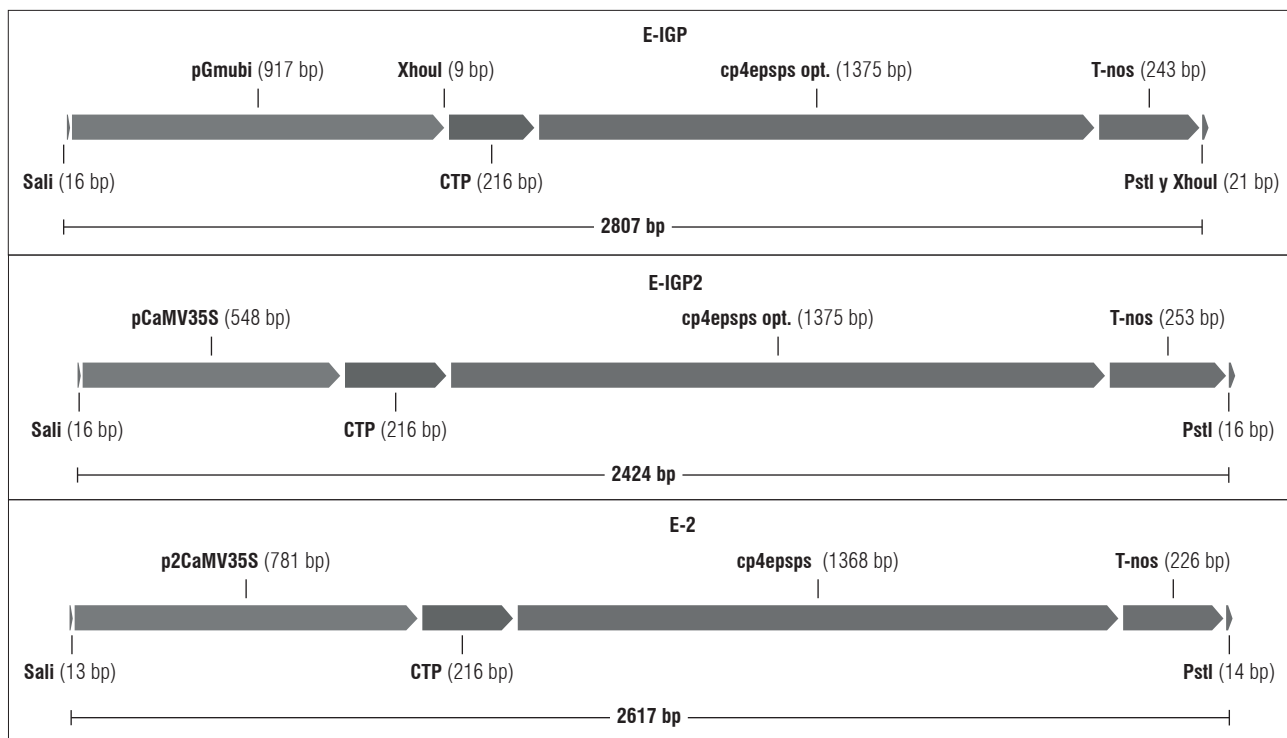 E-IGP
pGmubi (917 bp) XhouI (9 bp) cp4epsps opt. (1375 bp) T-nos (243 bp)
Sali (16 bp) CTP (216 bp) PstI y XhouI (21 bp)
2807 bp
E-IGP2
pCaMV35S (548 bp) cp4epsps opt. (1375 bp) T-nos (253 bp)
Sali (16 bp) CTP (216 bp) PstI (16 bp)
2424 bp
E-2
p2CaMV35S (781 bp) cp4epsps (1368 bp) T-nos (226 bp)
Sali (13 bp) CTP (216 bp) PstI (14 bp)
2617 bp